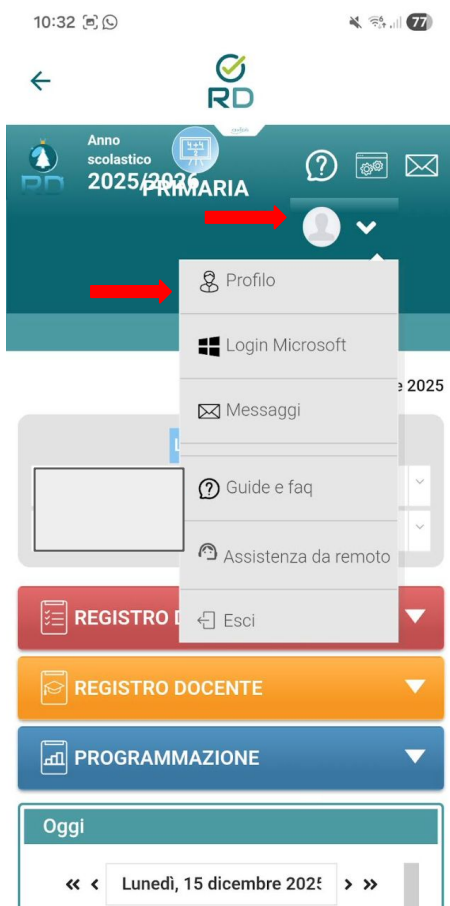 10:32
77
RD
Anno
scolastico
2025/2026
PRIMARIA
RD
Profilo
Login Microsoft
e 2025
Messaggi
L
Guide e faq
Assistenza da remoto
REGISTRO D
Esci
REGISTRO DOCENTE
PROGRAMMAZIONE
Oggi
Lunedì, 15 dicembre 2025